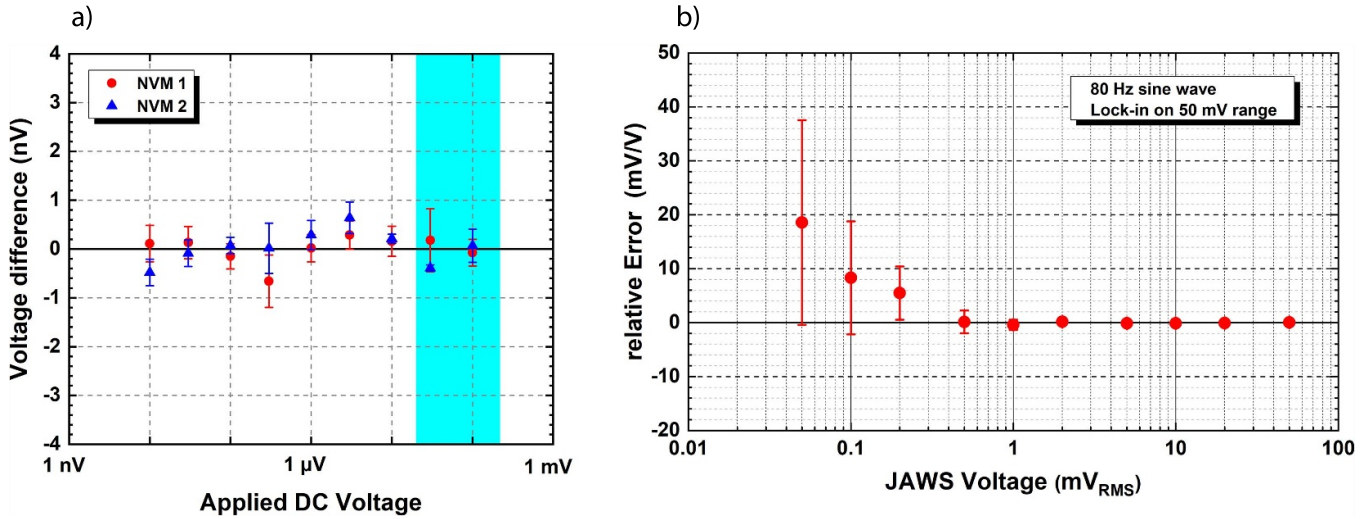 a)
Voltage difference (nV)
4
3
2
1
0
-1
-2
-3
-4
NVM 1
NVM 2
1 nV
1 µV
1 mV
Applied DC Voltage
b)
relative Error (mV/V)
50
40
30
20
10
0
-10
-20
80 Hz sine wave
Lock-in on 50 mV range
0.01
0.1
1
10
100
JAWS Voltage (mVRMS)